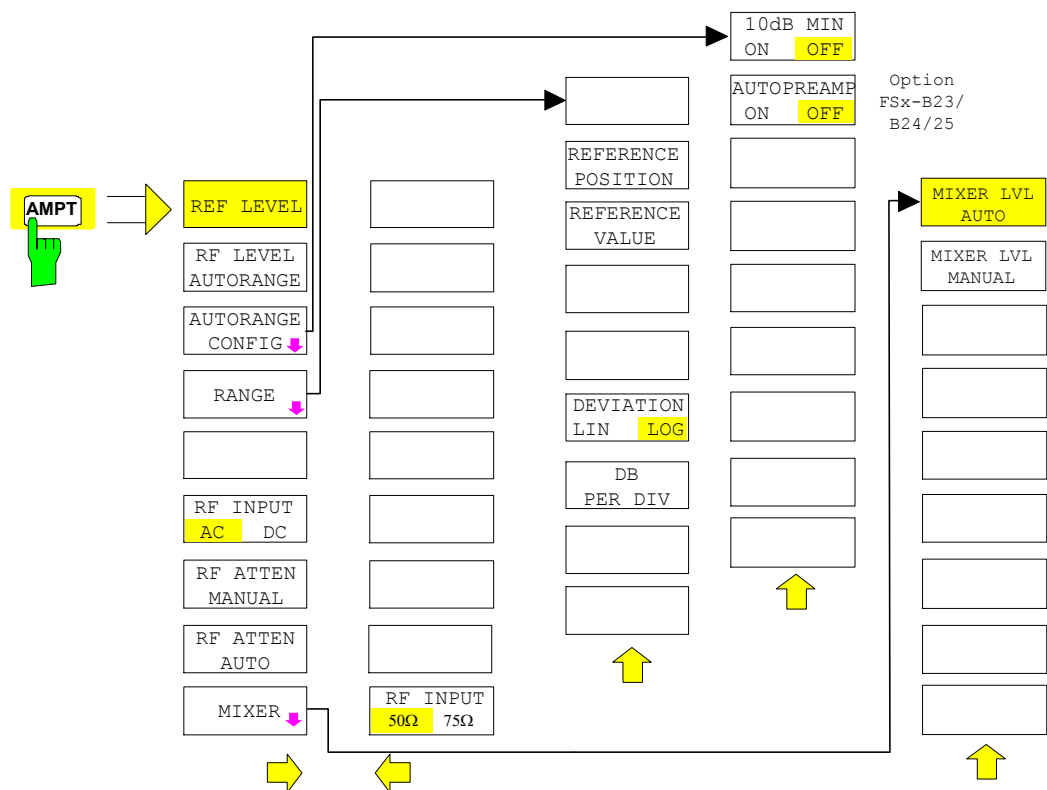 AMPT
REF LEVEL
RF LEVEL
AUTORANGE
AUTORANGE
CONFIG
RANGE
RF INPUT
AC DC
RF ATTEN
MANUAL
RF ATTEN
AUTO
MIXER
RF INPUT
50Ω 75Ω
REFERENCE
POSITION
REFERENCE
VALUE
DEVIATION
LIN LOG
DB
PER DIV
10dB MIN
ON OFF
AUTOPREAMP
ON OFF
Option
FSx-B23/
B24/25
MIXER LVL
AUTO
MIXER LVL
MANUAL